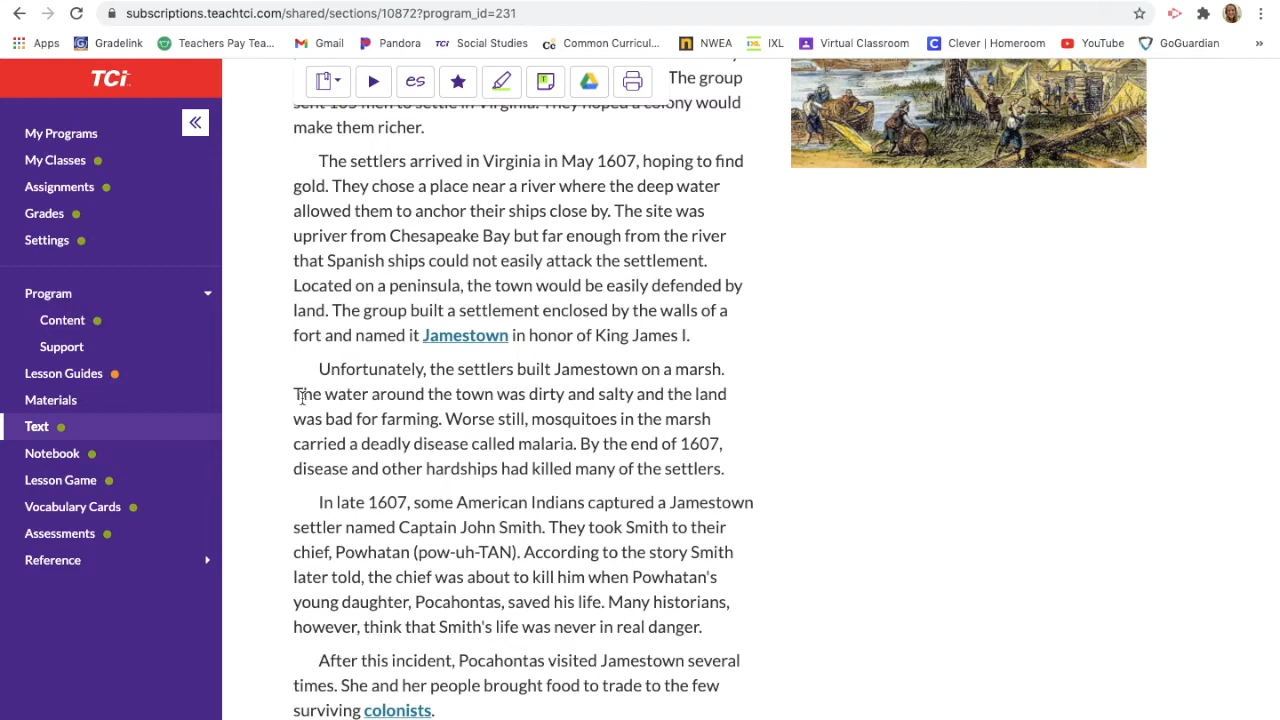 subscriptions.teachtci.com/shared/sections/10872?program_id=231
Apps Gradelink Teachers Pay Tea... Gmail Pandora TCi Social Studies Cc Common Curricul... NWEA IXL Virtual Classroom Clever | Homeroom YouTube GoGuardian »
TCi
My Programs
My Classes
Assignments
Grades
Settings
Program
Content
Support
Lesson Guides
Materials
Text
Notebook
Lesson Game
Vocabulary Cards
Assessments
Reference
es
The group
sent 105 men to settle in Virginia. They hoped a colony would
make them richer.
The settlers arrived in Virginia in May 1607, hoping to find
gold. They chose a place near a river where the deep water
allowed them to anchor their ships close by. The site was
upriver from Chesapeake Bay but far enough from the river
that Spanish ships could not easily attack the settlement.
Located on a peninsula, the town would be easily defended by
land. The group built a settlement enclosed by the walls of a
fort and named it Jamestown in honor of King James I.
Unfortunately, the settlers built Jamestown on a marsh.
The water around the town was dirty and salty and the land
was bad for farming. Worse still, mosquitoes in the marsh
carried a deadly disease called malaria. By the end of 1607,
disease and other hardships had killed many of the settlers.
In late 1607, some American Indians captured a Jamestown
settler named Captain John Smith. They took Smith to their
chief, Powhatan (pow-uh-TAN). According to the story Smith
later told, the chief was about to kill him when Powhatan's
young daughter, Pocahontas, saved his life. Many historians,
however, think that Smith's life was never in real danger.
After this incident, Pocahontas visited Jamestown several
times. She and her people brought food to trade to the few
surviving colonists.